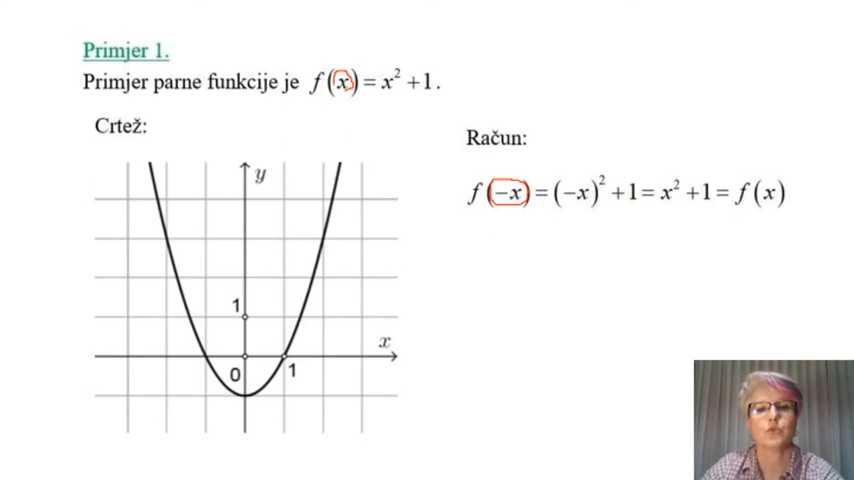 Primjer 1.
Primjer parne funkcije je f(x) = x² + 1.
Crtež:
Račun:
f(−x) = (−x)² + 1 = x² + 1 = f(x)
y
1
x
0
1